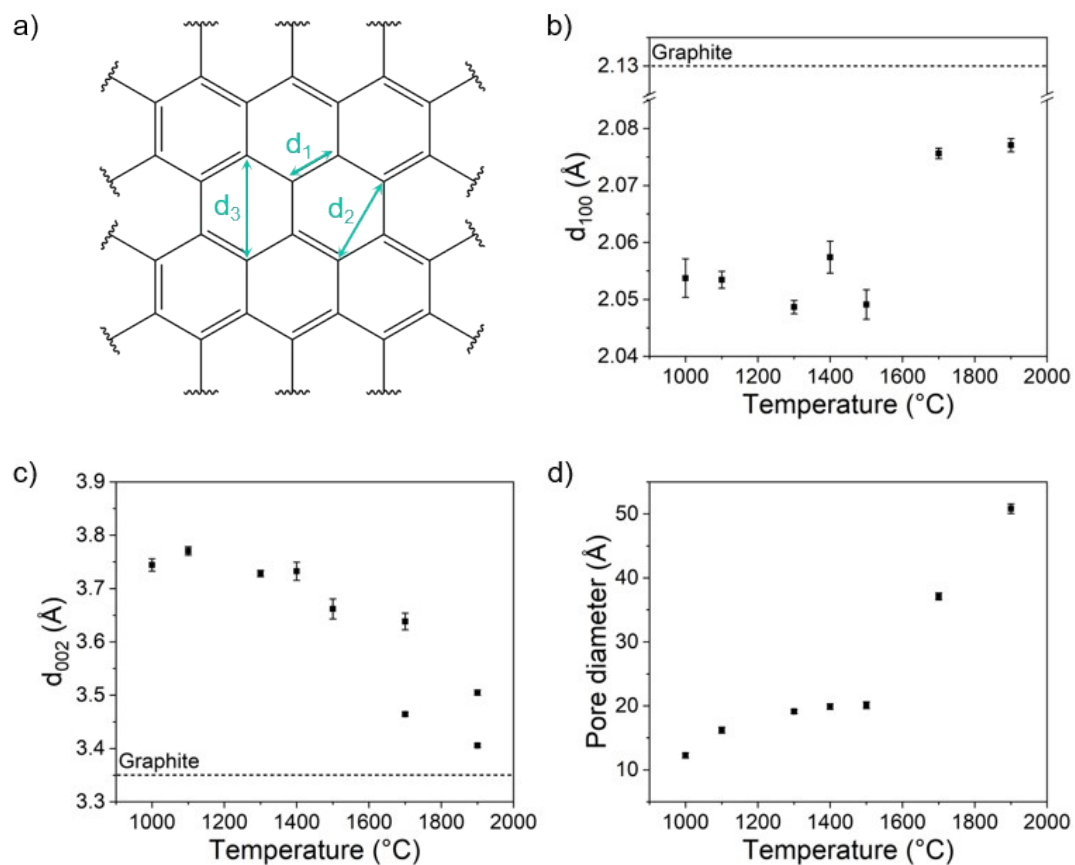 a)
d₁
d₂
d₃
b)
Graphite
2.13
2.08
2.07
2.06
2.05
2.04
d₁₀₀ (Å)
1000 1200 1400 1600 1800 2000
Temperature (°C)
c)
3.9
3.8
3.7
3.6
3.5
3.4
3.3
d₀₀₂ (Å)
Graphite
1000 1200 1400 1600 1800 2000
Temperature (°C)
d)
50
40
30
20
10
Pore diameter (Å)
1000 1200 1400 1600 1800 2000
Temperature (°C)